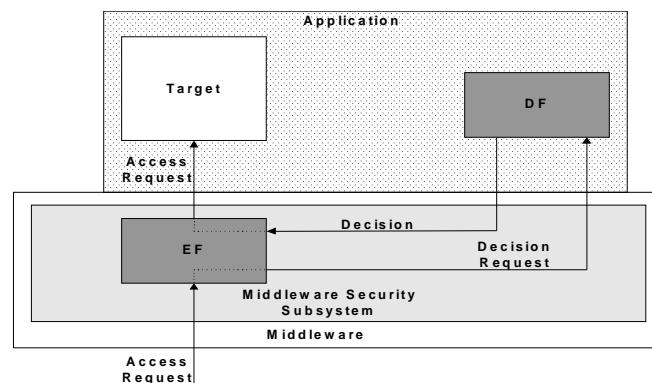 Application
Target
DF
Access
Request
Decision
EF
Decision
Request
Middleware Security
Subsystem
Middleware
Access
Request